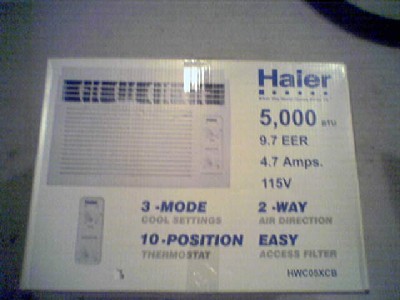 Haier
5,000 BTU
9.7 EER
4.7 Amps.
115V
3-MODE
COOL SETTINGS
2-WAY
AIR DIRECTION
10-POSITION
THERMOSTAT
EASY
ACCESS FILTER
HWC05XCB